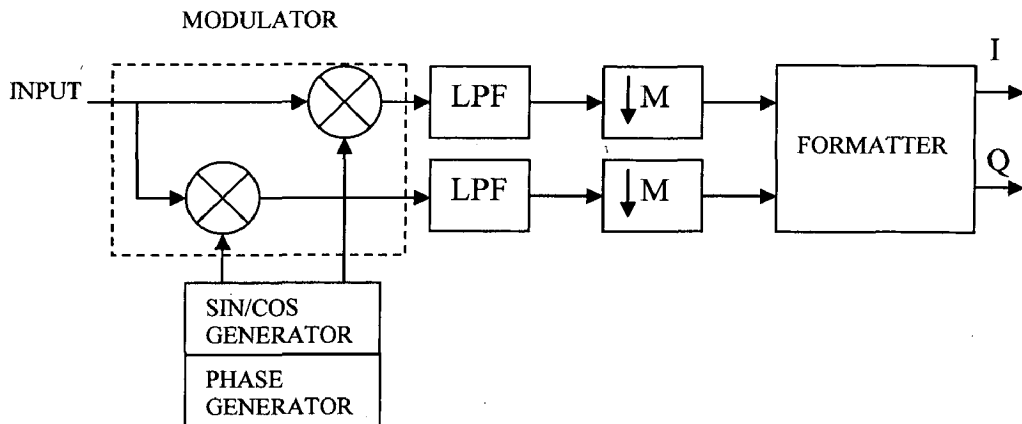 MODULATOR
INPUT
LPF
↓M
I
FORMATTER
Q
LPF
↓M
SIN/COS
GENERATOR
PHASE
GENERATOR